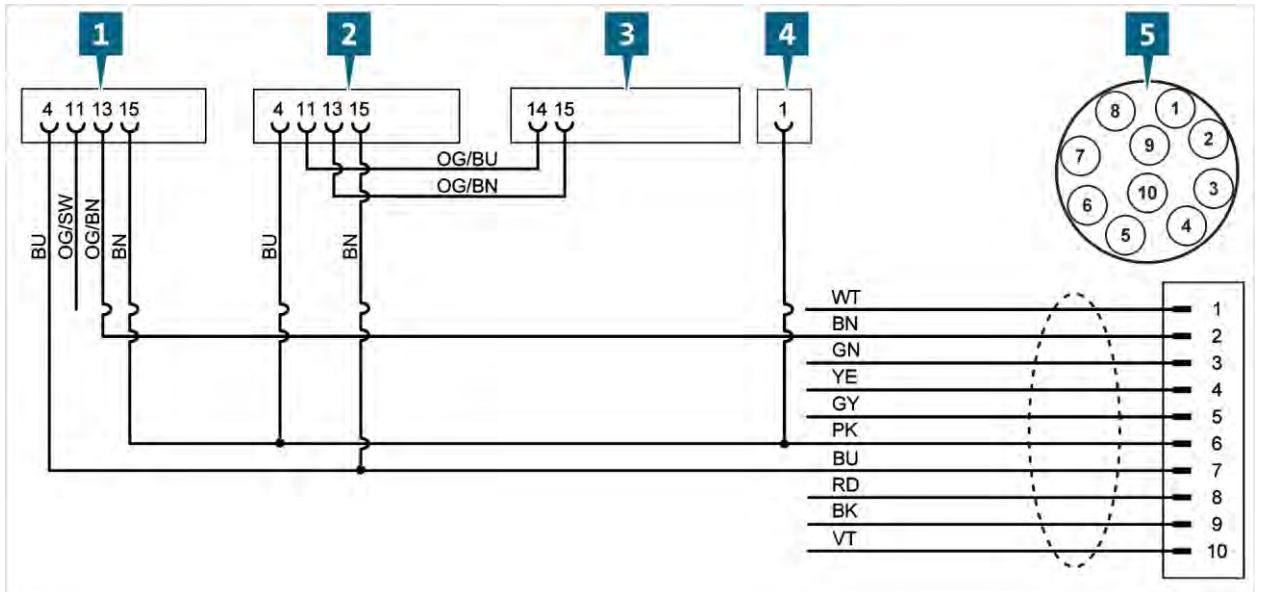 1 2 3 4 5
4 11 13 15 4 11 13 15 14 15 1
8 1
9 2
7
10 3
6
5 4
OG/BU
OG/BN
BU OG/SW OG/BN BN BU BN
WT 1
BN 2
GN 3
YE 4
GY 5
PK 6
BU 7
RD 8
BK 9
VT 10